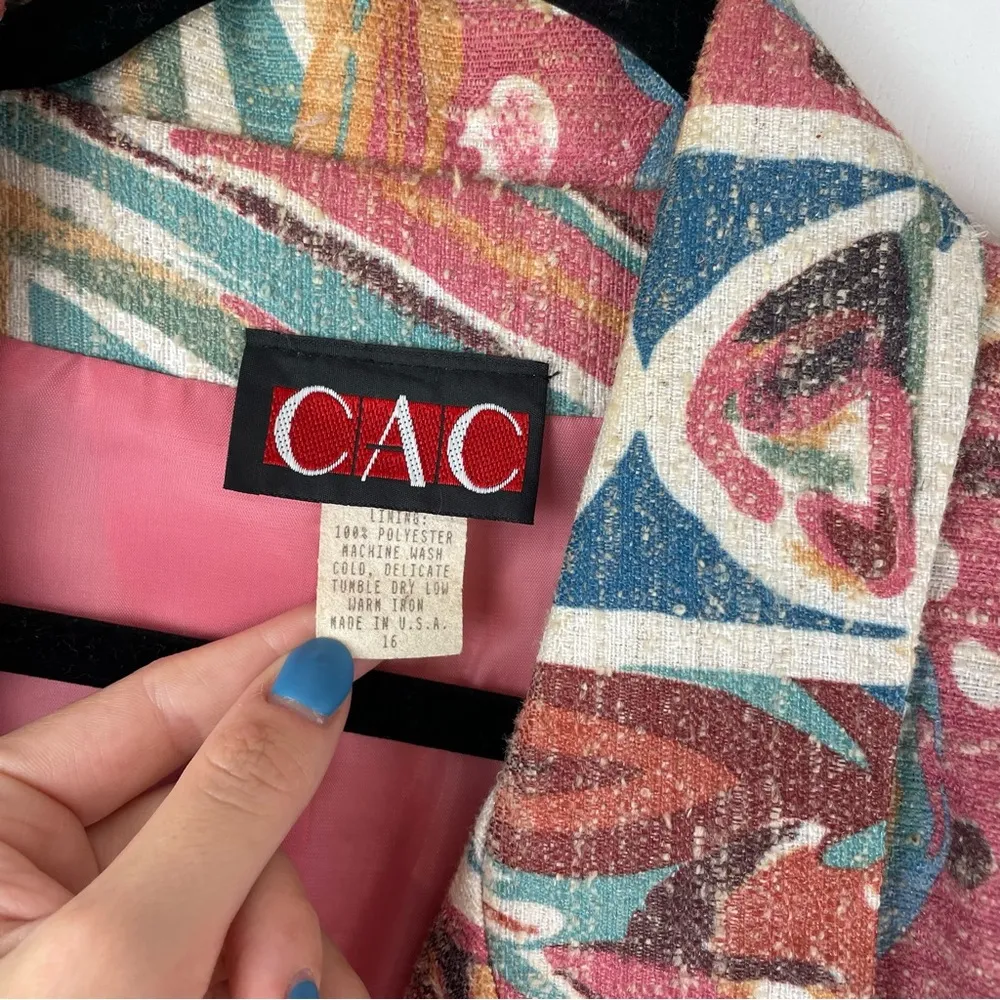 CAC
LINING:
100% POLYESTER
MACHINE WASH
COLD, DELICATE
TUMBLE DRY LOW
WARM IRON
MADE IN U.S.A.
16